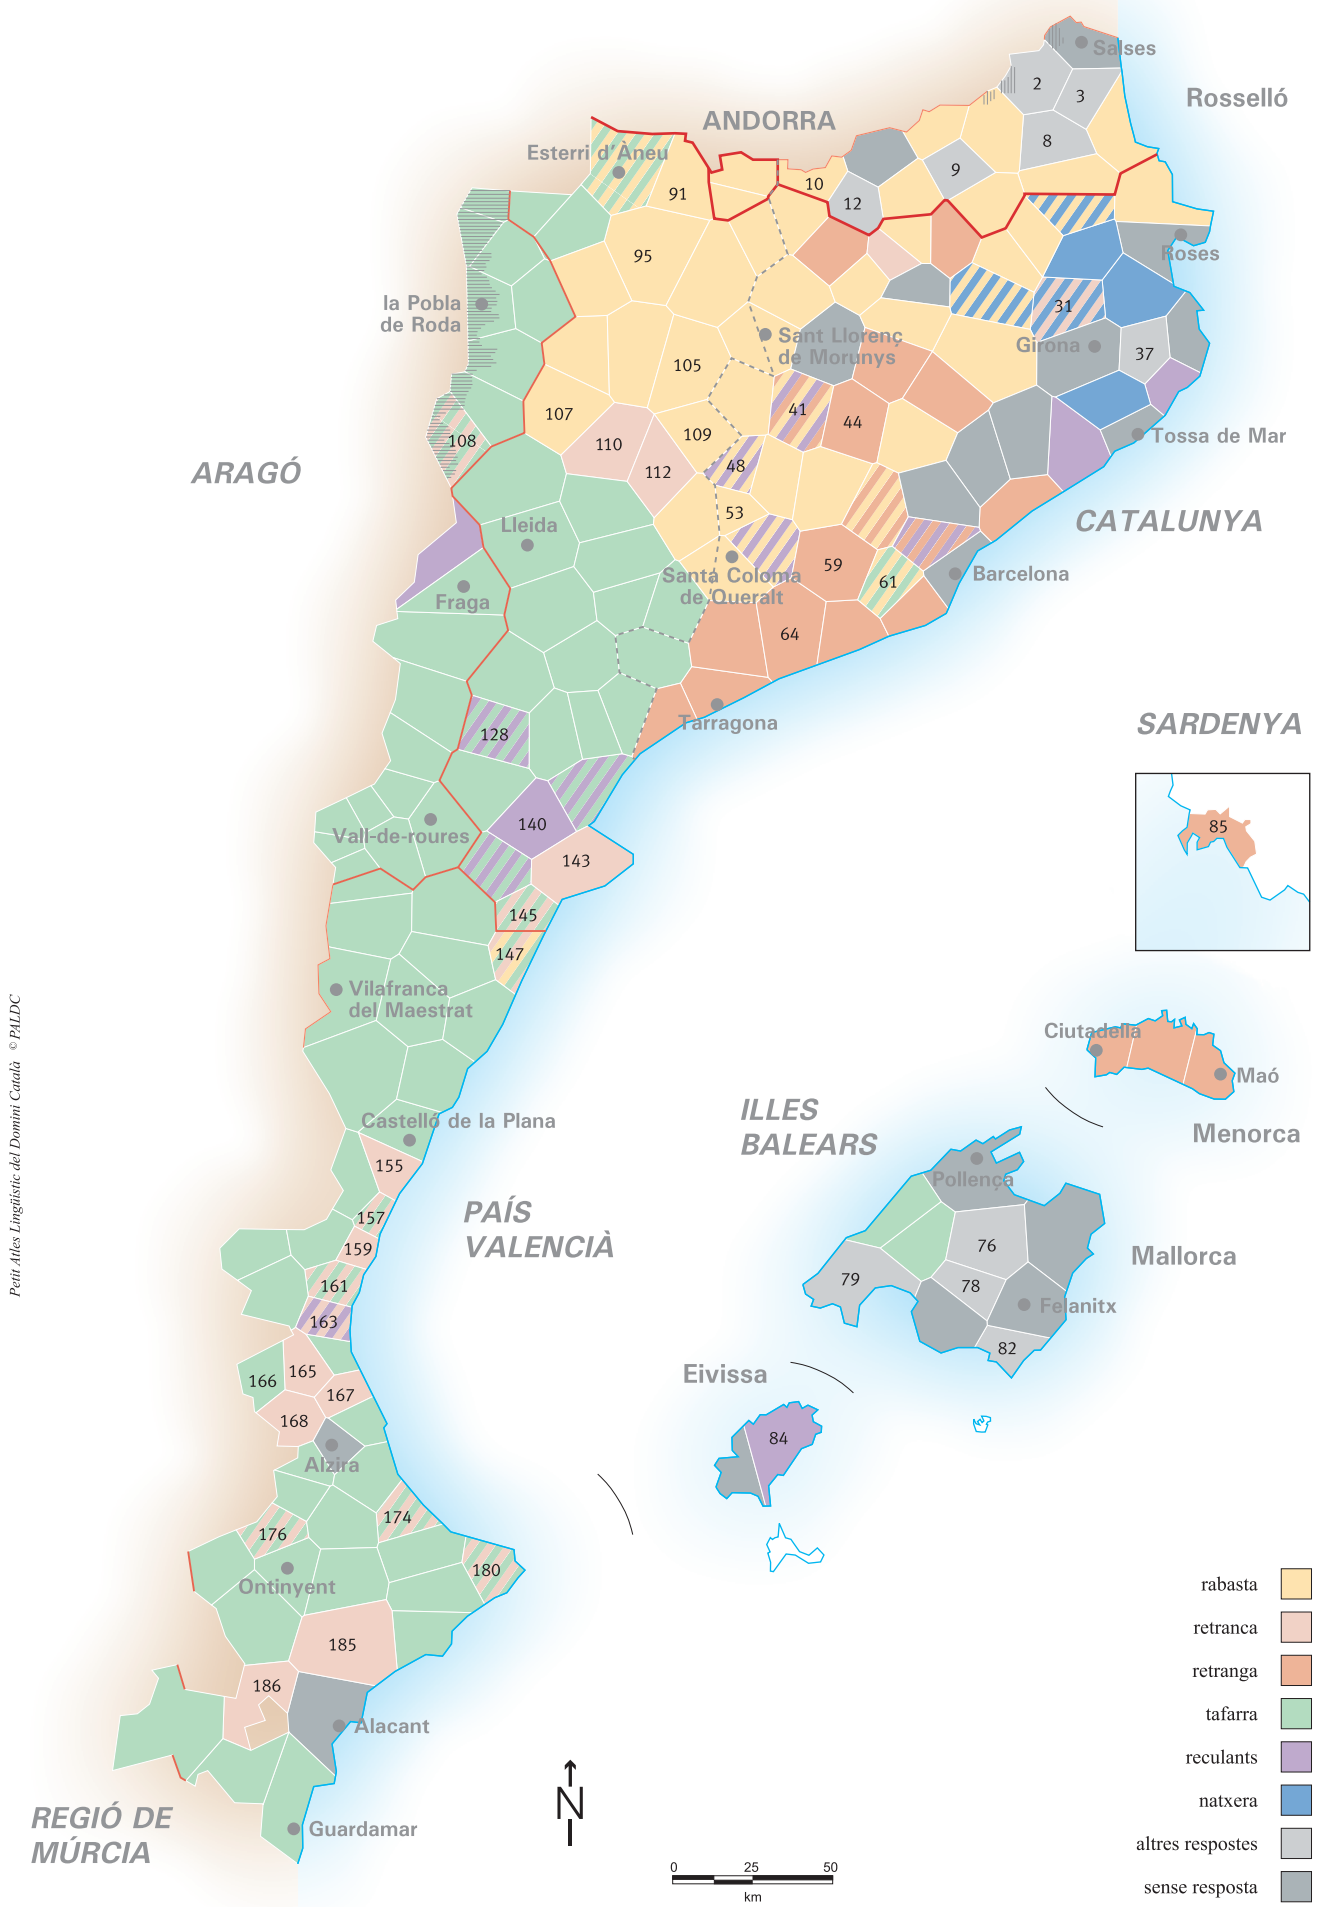 Salses
2
Rosselló
3
ANDORRA
8
Esterri d'Àneu
9
10
91
12
Roses
95
la Pobla
de Roda
31
Sant Llorenç
de Morunys
Girona
37
105
107
41
44
108
110
109
Tossa de Mar
112
48
ARAGÓ
53
CATALUNYA
Lleida
59
Barcelona
Santa Coloma
de Queralt
61
Fraga
64
Tarragona
SARDENYA
128
85
140
Vall-de-roures
143
145
147
Vilafranca
del Maestrat
Petit Atles Lingüístic del Domini Català © PALDC
Ciutadella
Maó
ILLES
BALEARS
Castelló de la Plana
Menorca
155
Pollença
157
PAÍS
VALENCIÀ
159
76
Mallorca
161
79
78
Felanitx
163
82
165
166
Eivissa
167
168
84
Alzira
174
176
180
Ontinyent
185
186
Alacant
N
REGIÓ DE
MÚRCIA
Guardamar
0 25 50
km
rabasta
retranca
retranga
tafarra
reculants
natxera
altres respostes
sense resposta